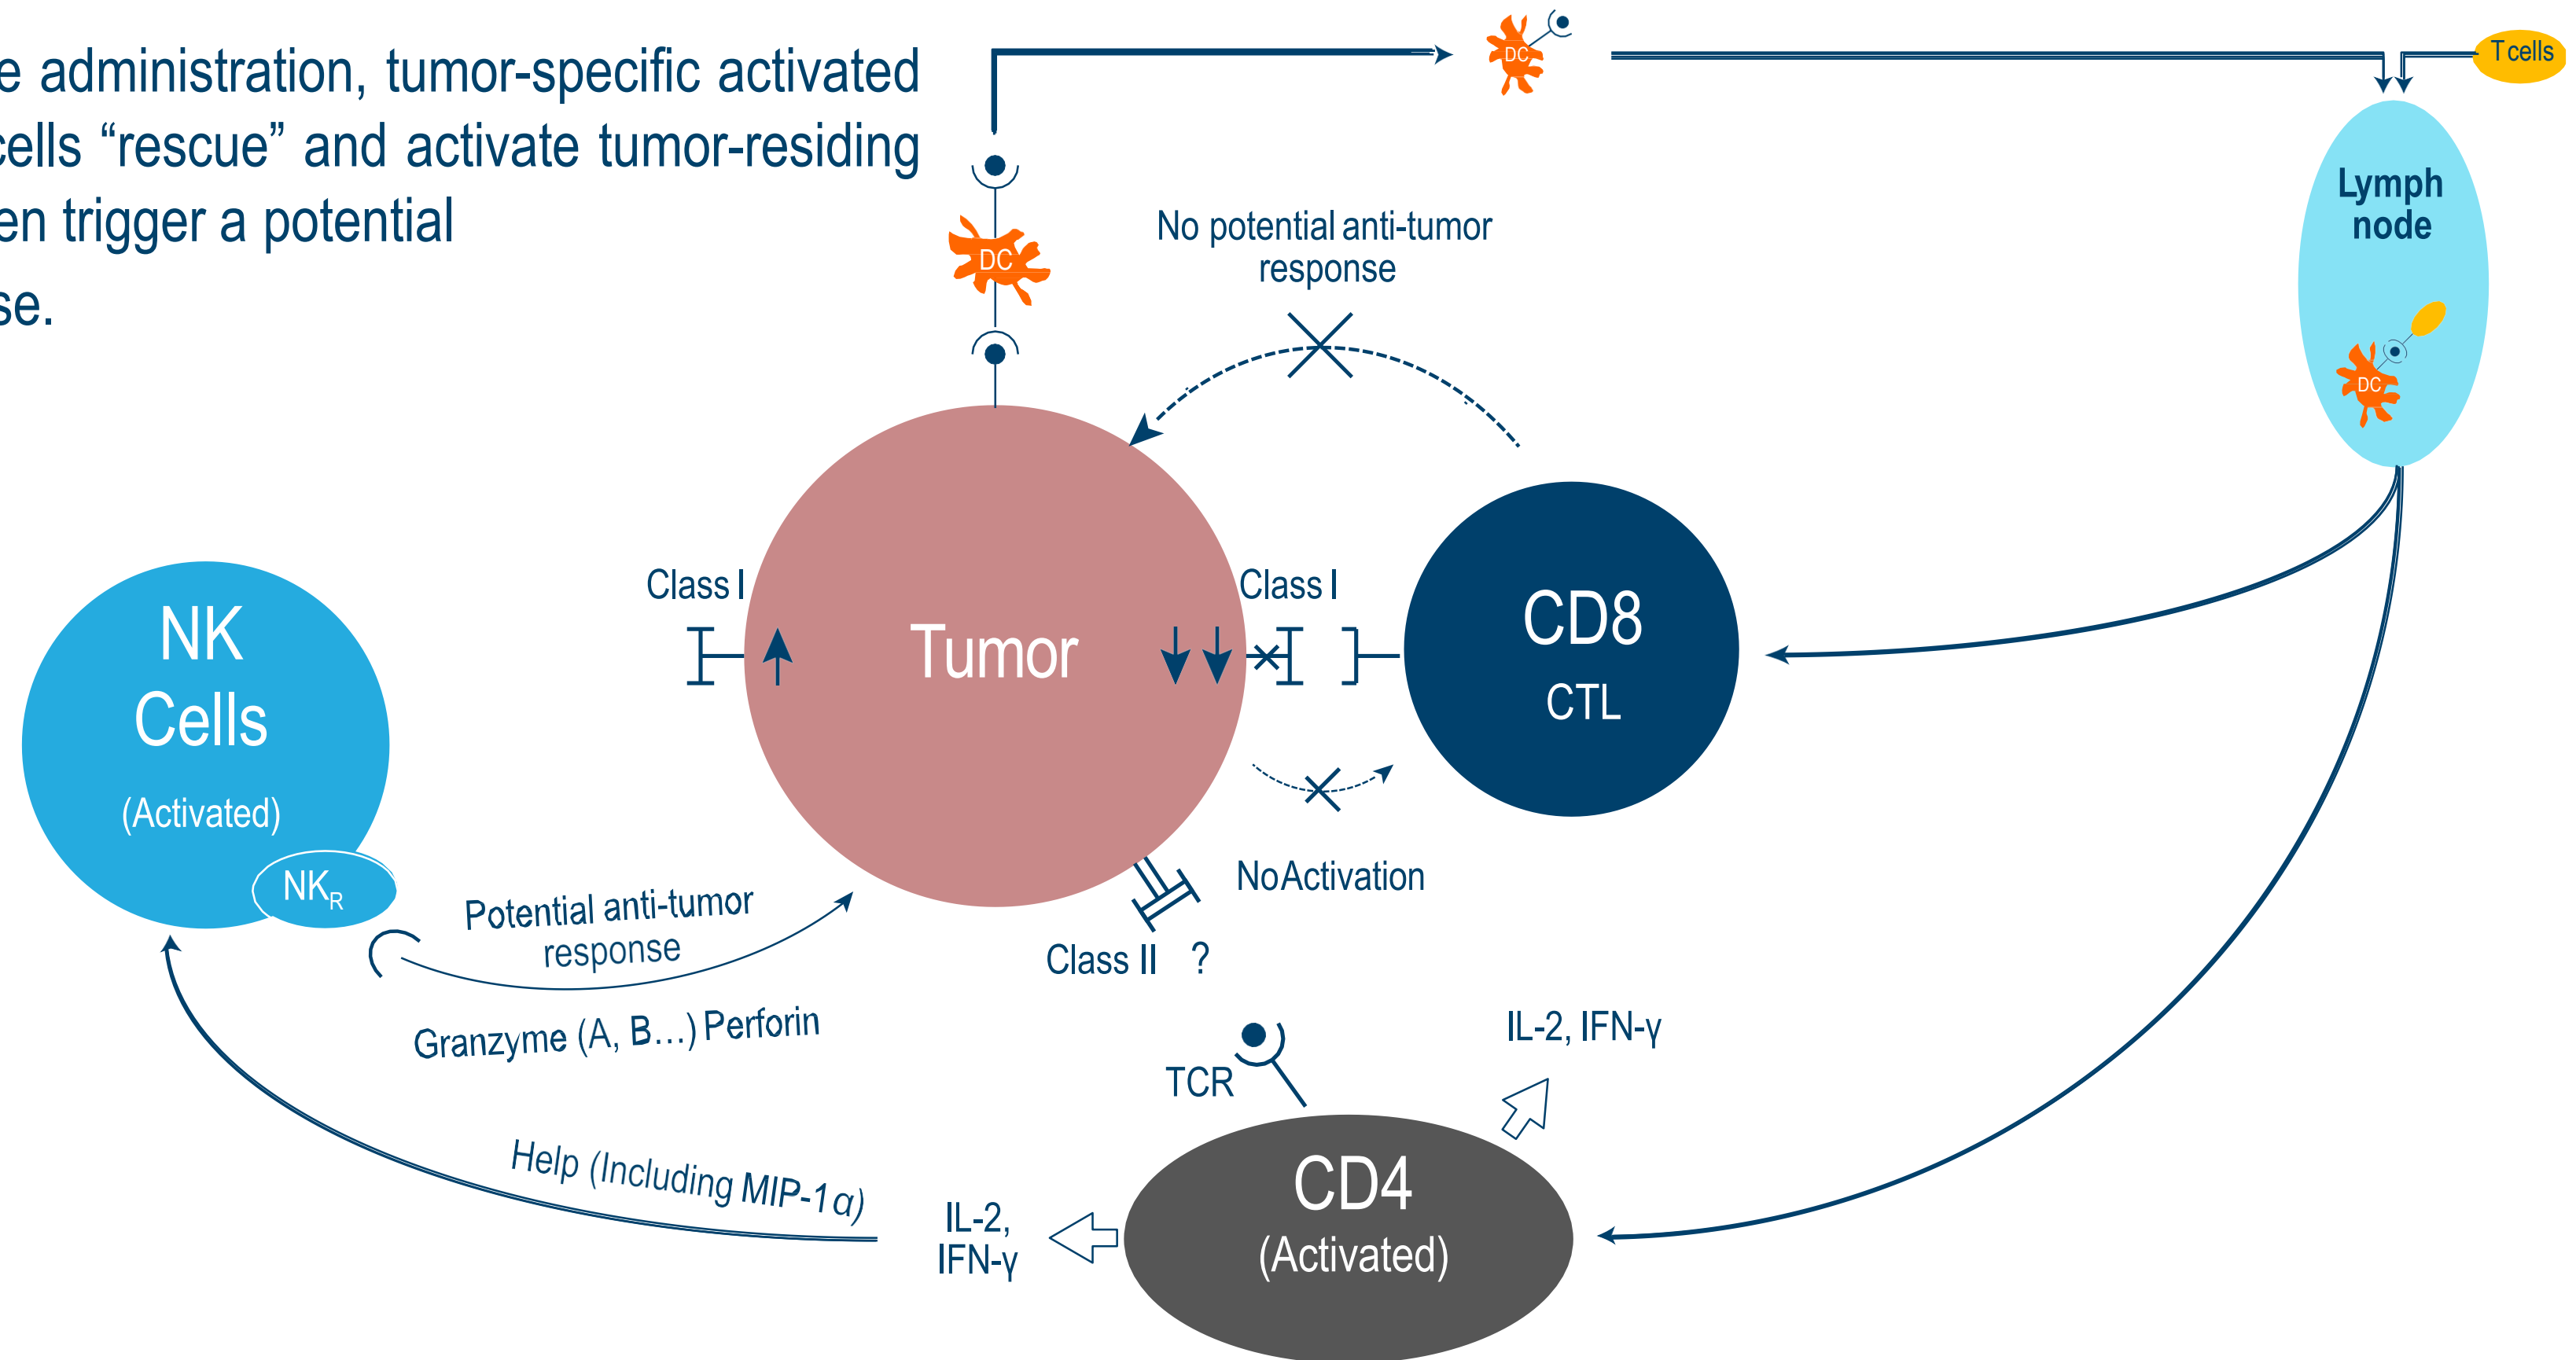 e administration, tumor-specific activated
cells “rescue” and activate tumor-residing
en trigger a potential
se.
DC
T cells
Lymph
node
DC
DC
No potential anti-tumor
response
Class I
Tumor
Class I
CD8
CTL
NK
Cells
(Activated)
NKR
Potential anti-tumor
response
Granzyme (A, B…) Perforin
No Activation
Class II ?
TCR
IL-2, IFN-γ
Help (Including MIP-1α)
IL-2,
IFN-γ
CD4
(Activated)